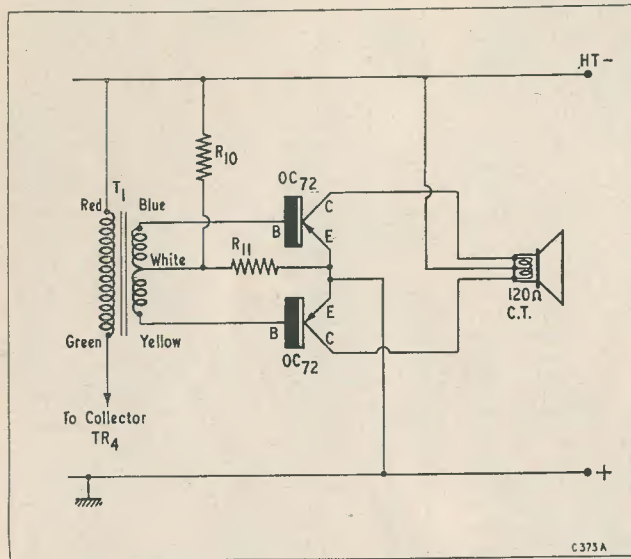 HT-
R10
OC72
T1
Red
Blue
C
B
E
R11
White
120Ω
C.T.
E
Green
Yellow
B
C
OC72
To Collector
TR4
+
C373A